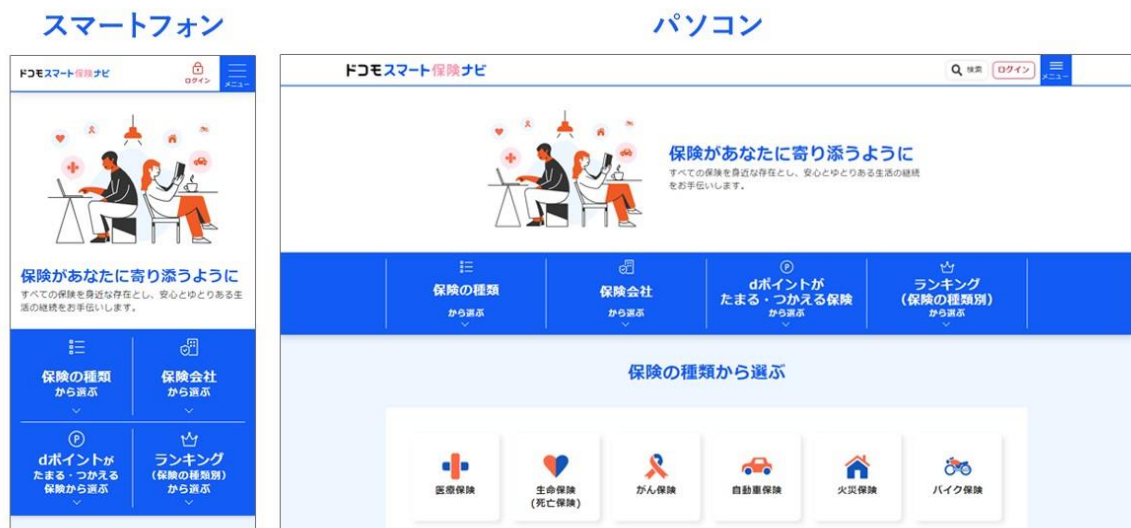 スマートフォン
ドコモスマート保険ナビ
ログイン
メニュー
保険があなたに寄り添うように
すべての保険を身近な存在とし、安心とゆとりある生
活の継続をお手伝いします。
保険の種類
から選ぶ
保険会社
から選ぶ
dポイントが
たまる・つかえる
保険から選ぶ
ランキング
(保険の種類別)
から選ぶ
パソコン
ドコモスマート保険ナビ
検索
ログイン
メニュー
保険があなたに寄り添うように
すべての保険を身近な存在とし、安心とゆとりある生活の継続
をお手伝いします。
保険の種類
から選ぶ
保険会社
から選ぶ
dポイントが
たまる・つかえる保険
から選ぶ
ランキング
(保険の種類別)
から選ぶ
保険の種類から選ぶ
医療保険
生命保険
(死亡保険)
がん保険
自動車保険
火災保険
バイク保険